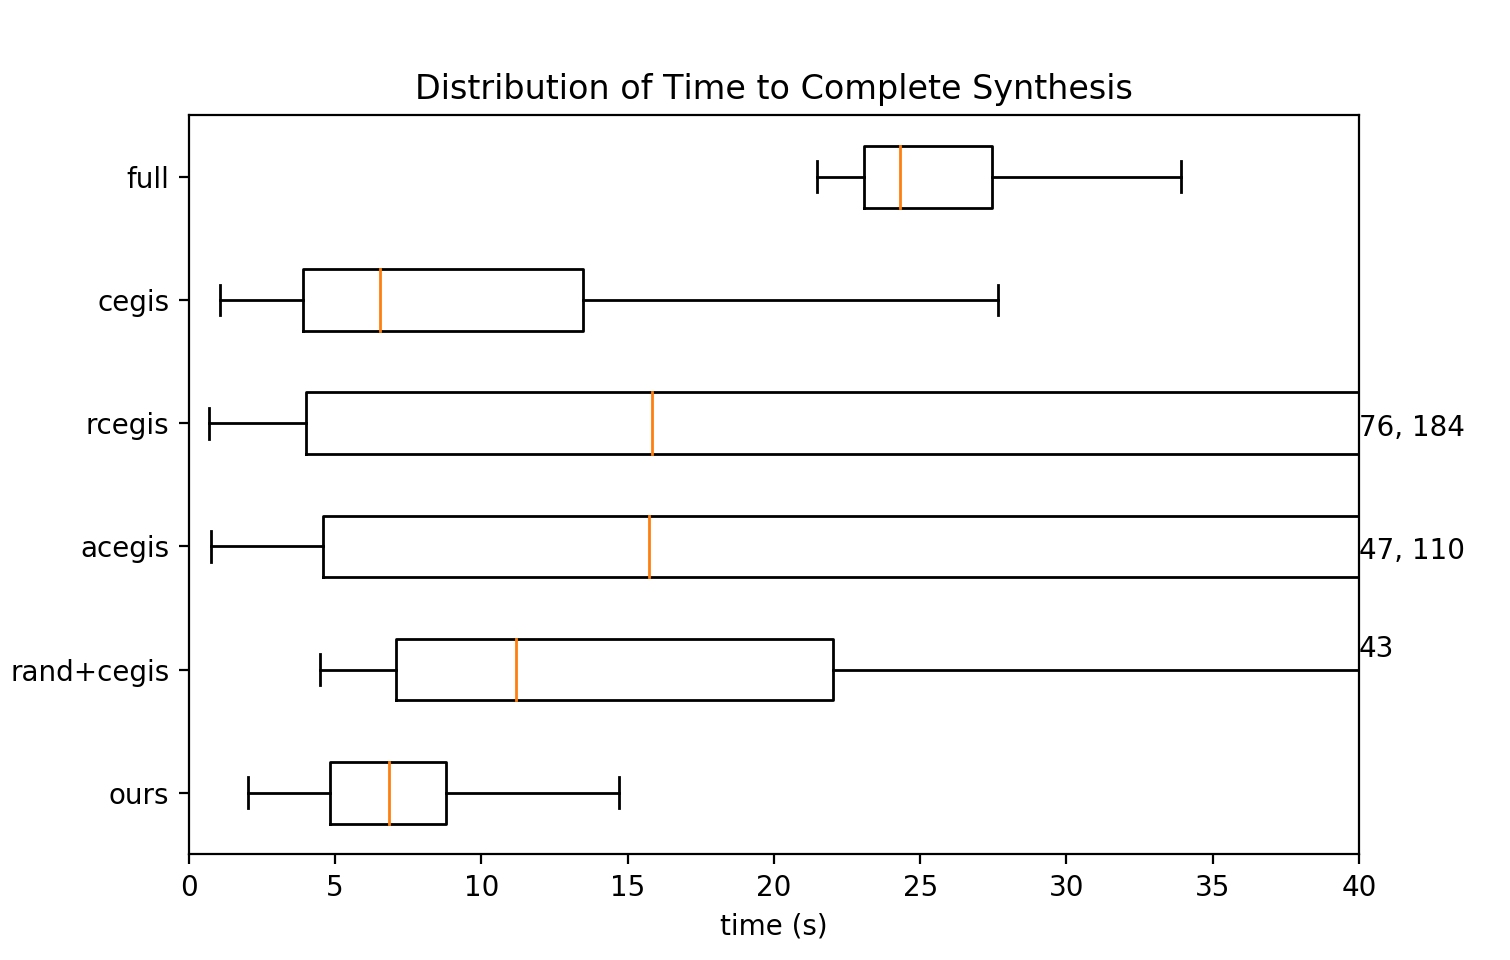 Distribution of Time to Complete Synthesis
full
cegis
rcegis
76, 184
acegis
47, 110
43
rand+cegis
ours
0 5 10 15 20 25 30 35 40
time (s)